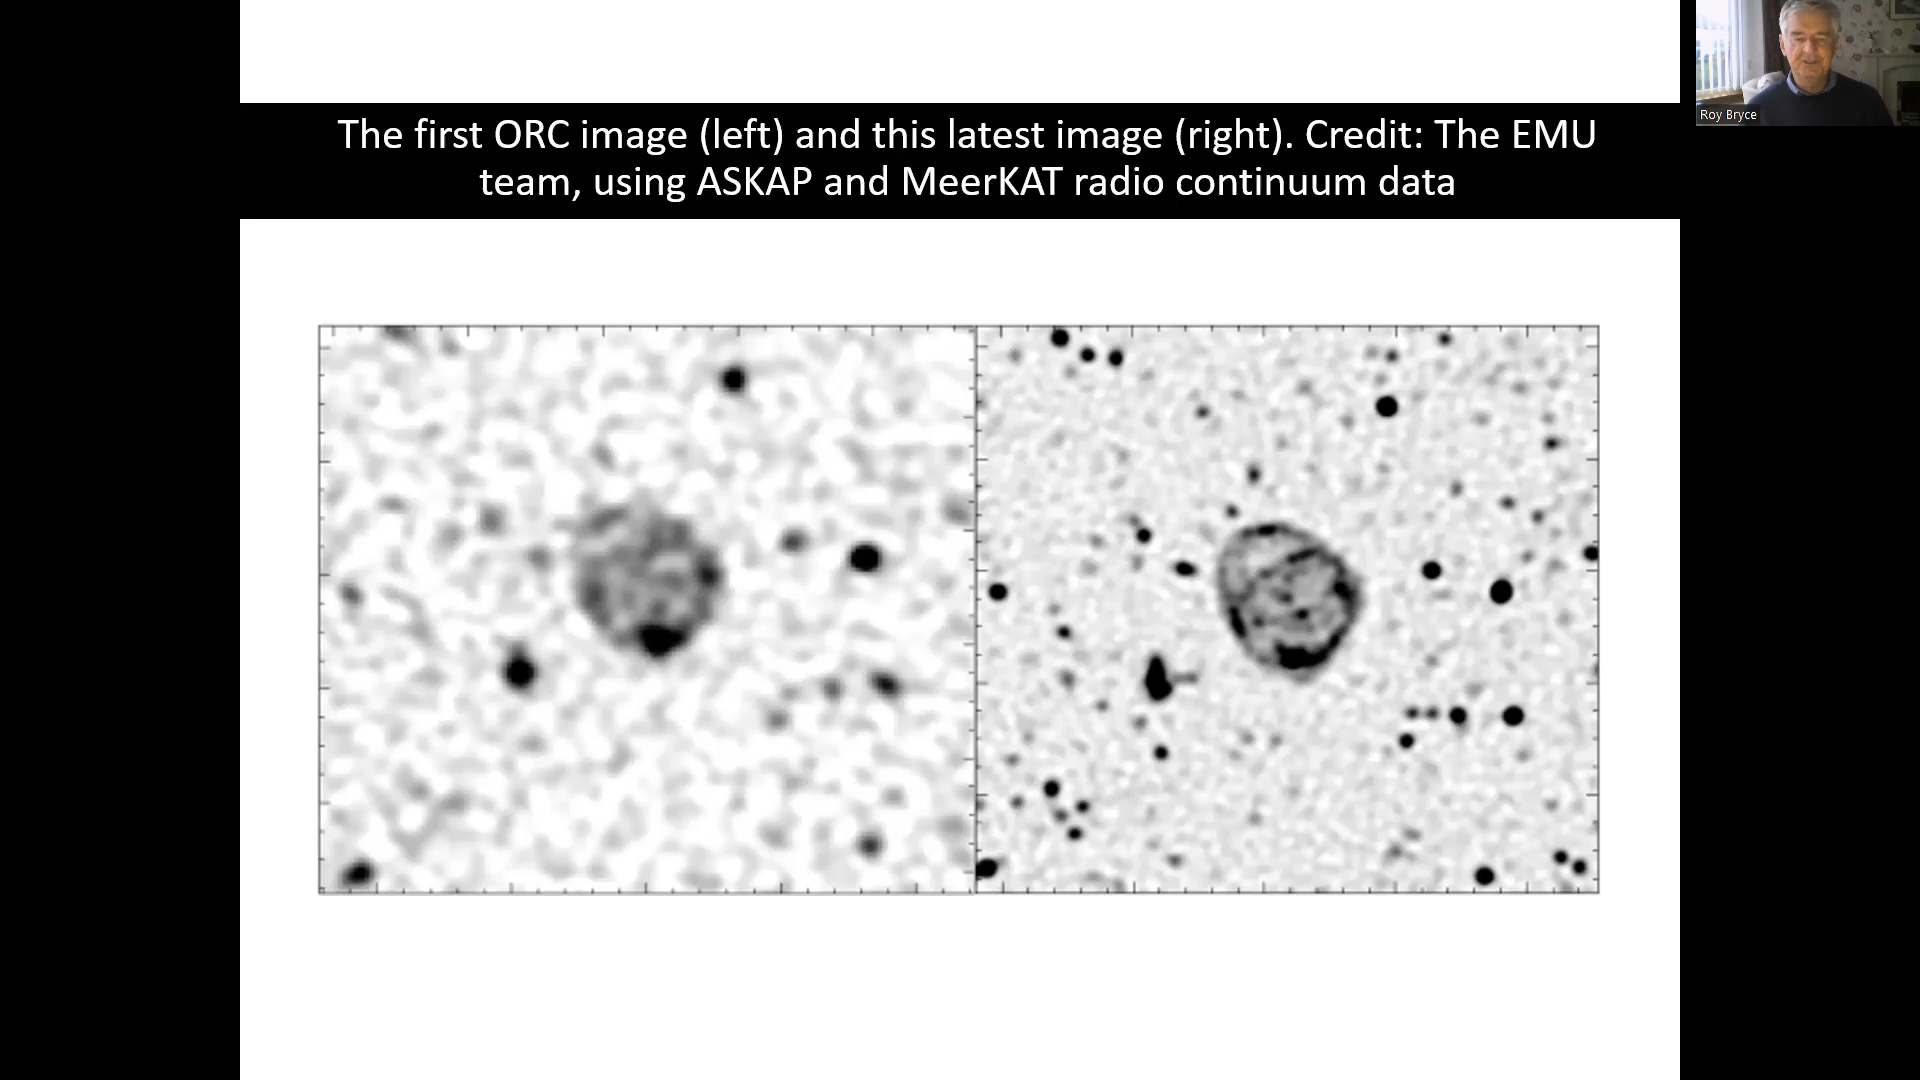 The first ORC image (left) and this latest image (right). Credit: The EMU
team, using ASKAP and MeerKAT radio continuum data
Roy Bryce